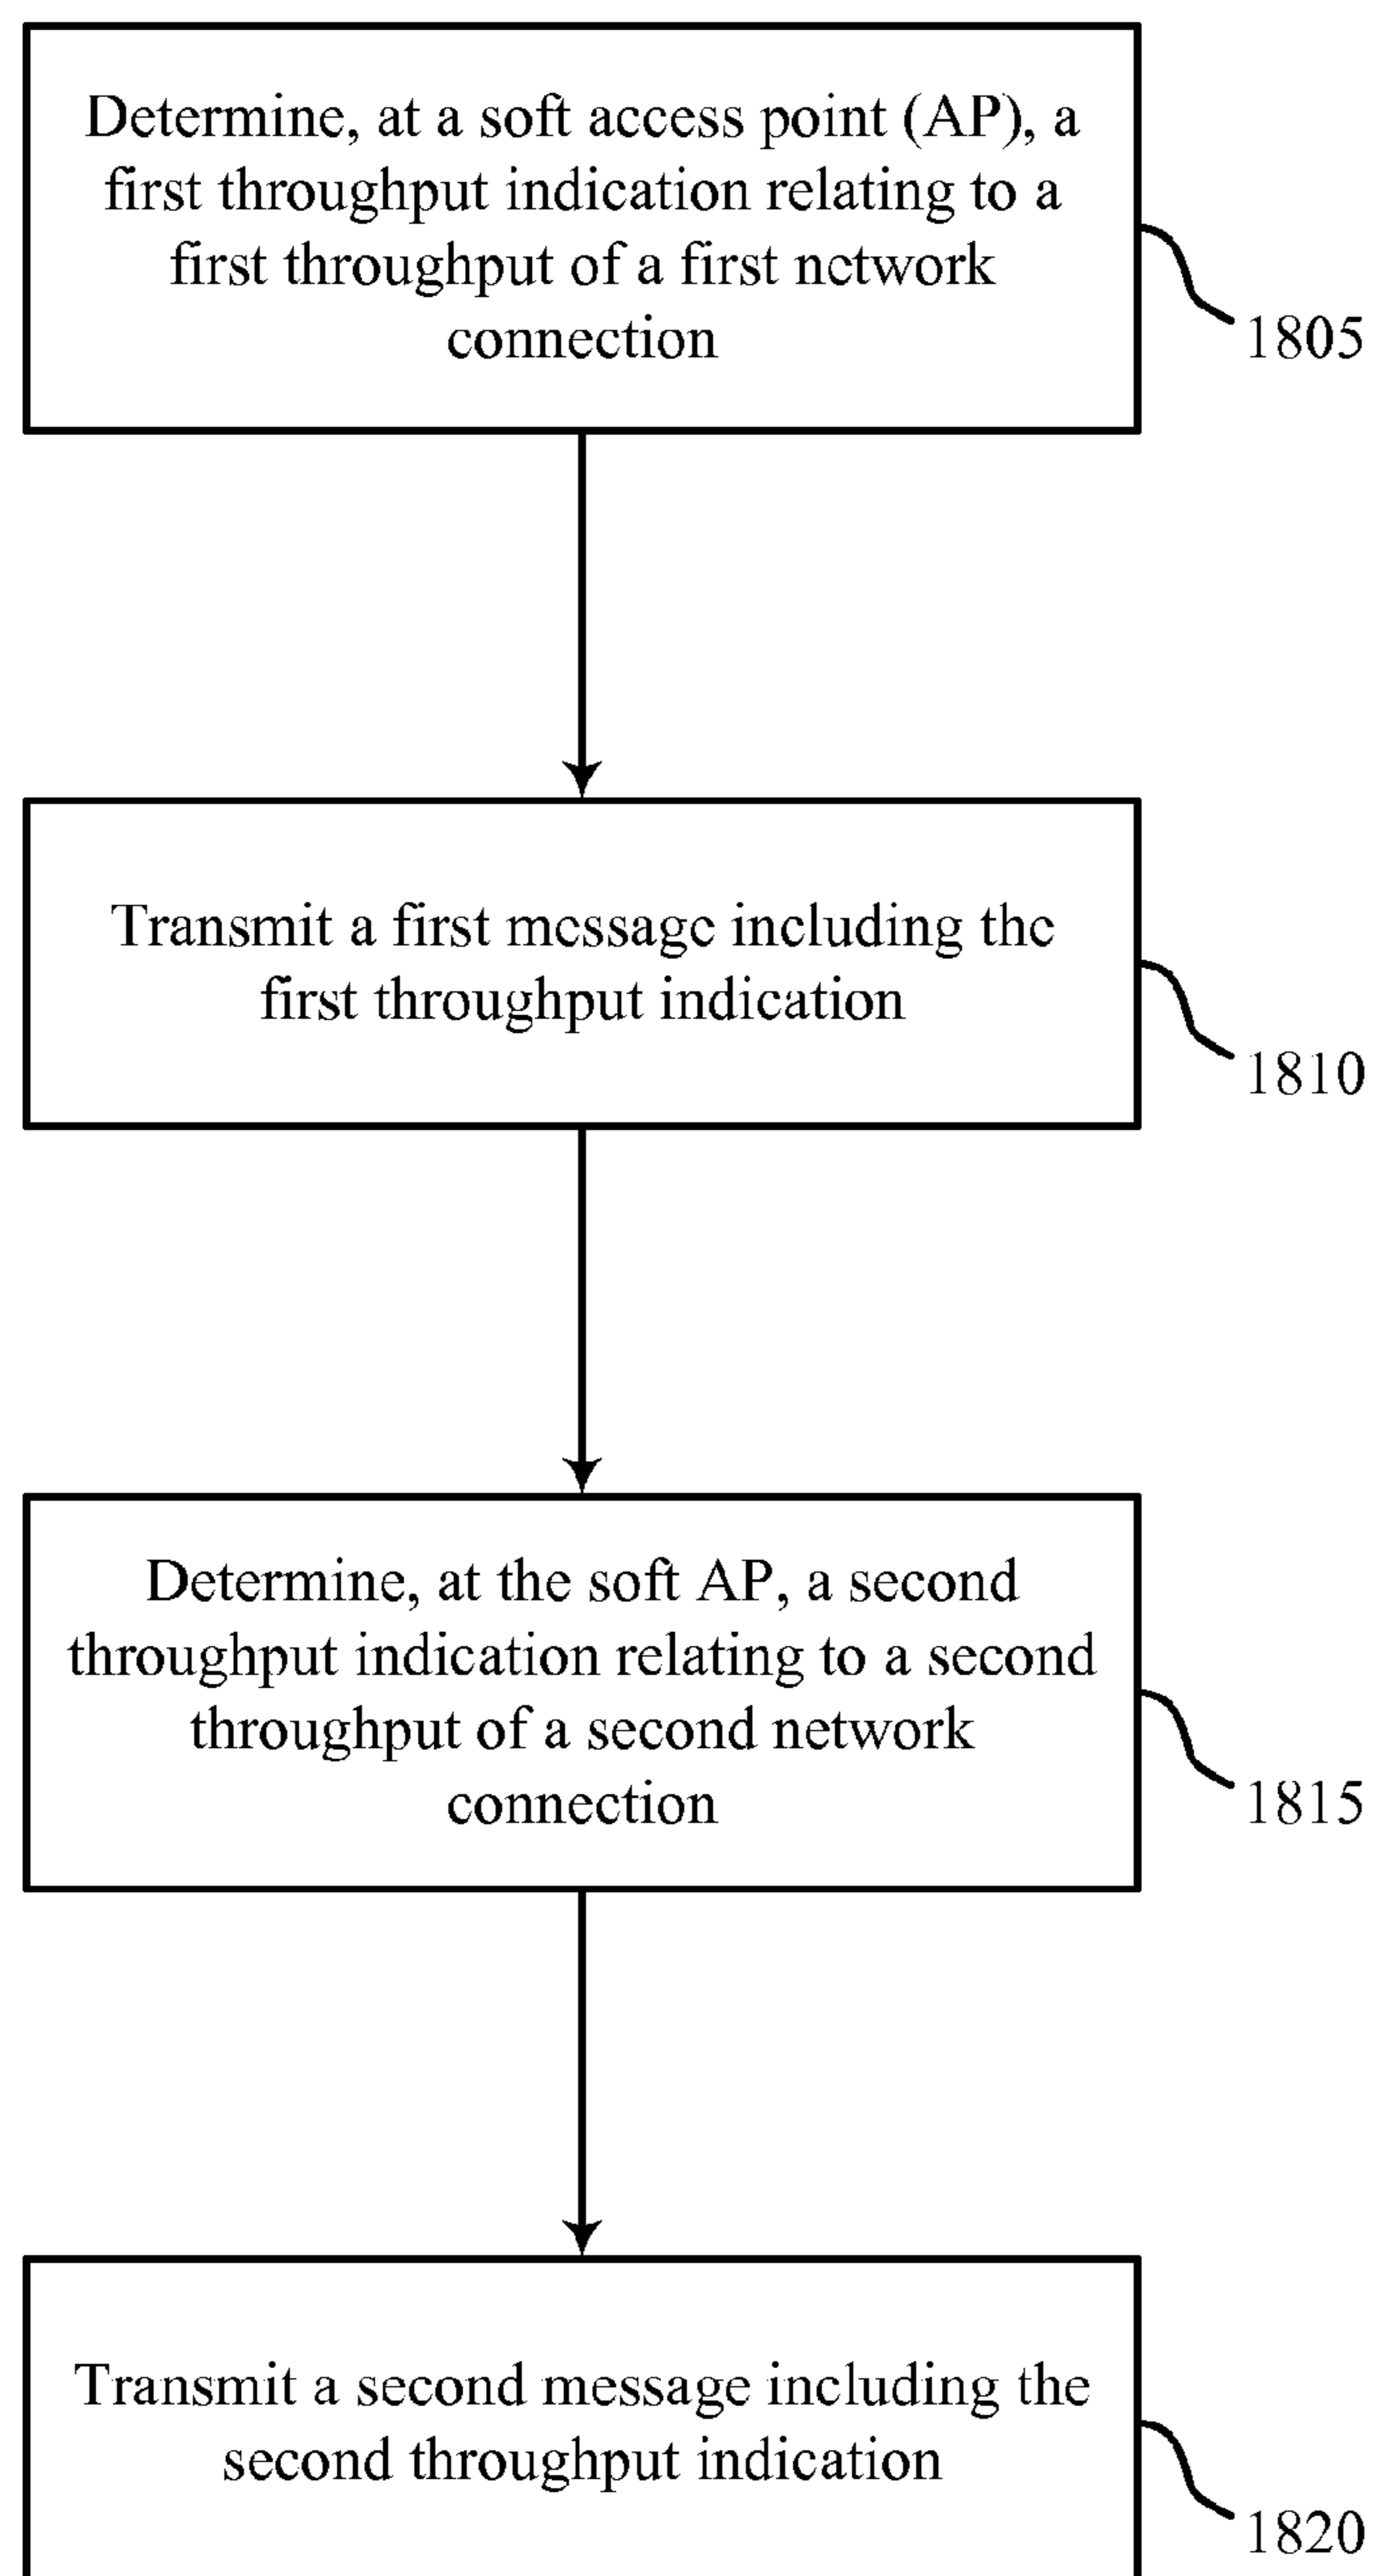 Determine, at a soft access point (AP), a
first throughput indication relating to a
first throughput of a first network
connection
1805
Transmit a first message including the
first throughput indication
1810
Determine, at the soft AP, a second
throughput indication relating to a second
throughput of a second network
connection
1815
Transmit a second message including the
second throughput indication
1820